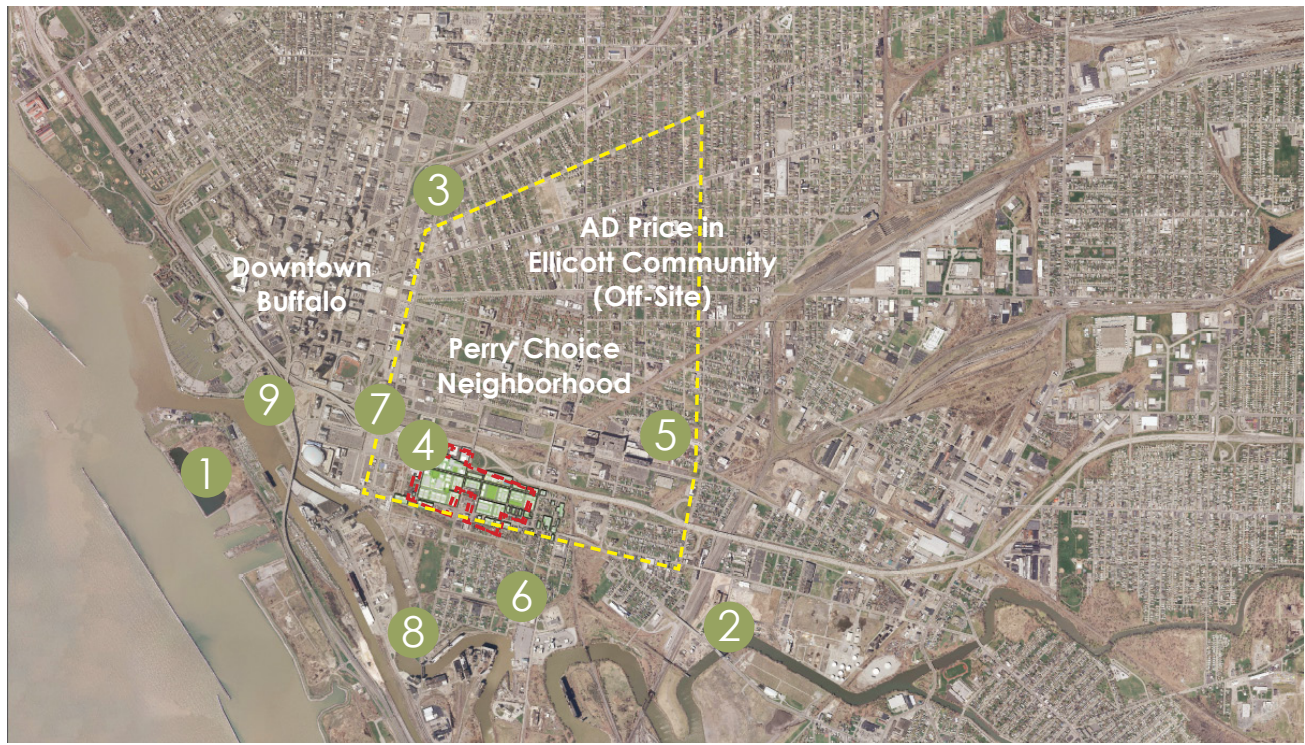 3
AD Price in
Ellicott Community
(Off-Site)
Downtown
Buffalo
Perry Choice
Neighborhood
9
7
4
5
1
6
8
2